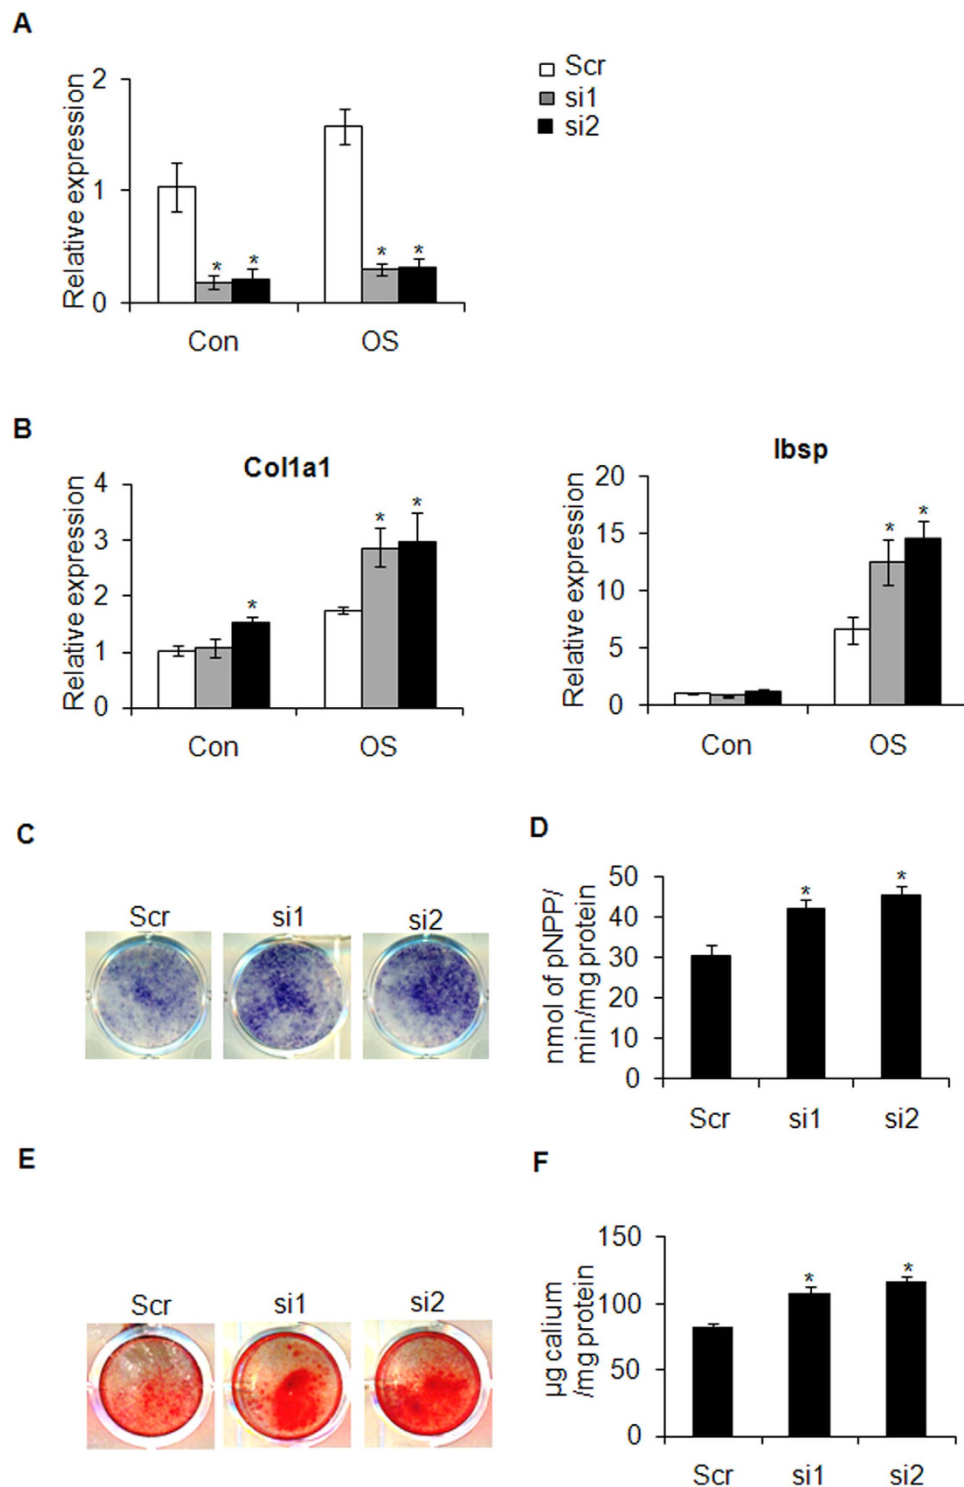 A
Scr
si1
si2
Relative expression
2
1
0
* * * *
Con OS
B
Col1a1
Relative expression
4
3
2
1
0
* * *
Con OS
Ibsp
Relative expression
20
15
10
5
0
* *
Con OS
C
Scr si1 si2
D
nmol of pNPP/
min/mg protein
50
40
30
20
10
0
* *
Scr si1 si2
E
Scr si1 si2
F
µg calium
/mg protein
150
100
50
0
* *
Scr si1 si2